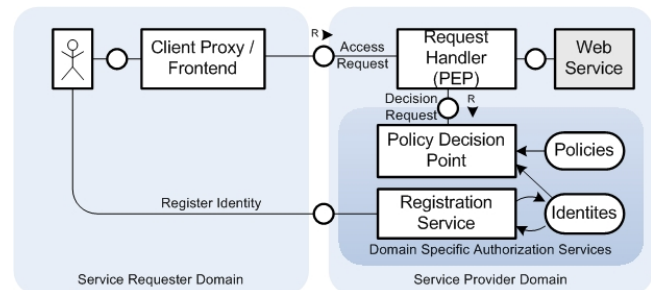 Client Proxy /
Frontend
R
Access
Request
Request
Handler
(PEP)
Web
Service
Decision
Request
R
Policy Decision
Point
Policies
Register Identity
Registration
Service
Identites
Domain Specific Authorization Services
Service Requester Domain
Service Provider Domain